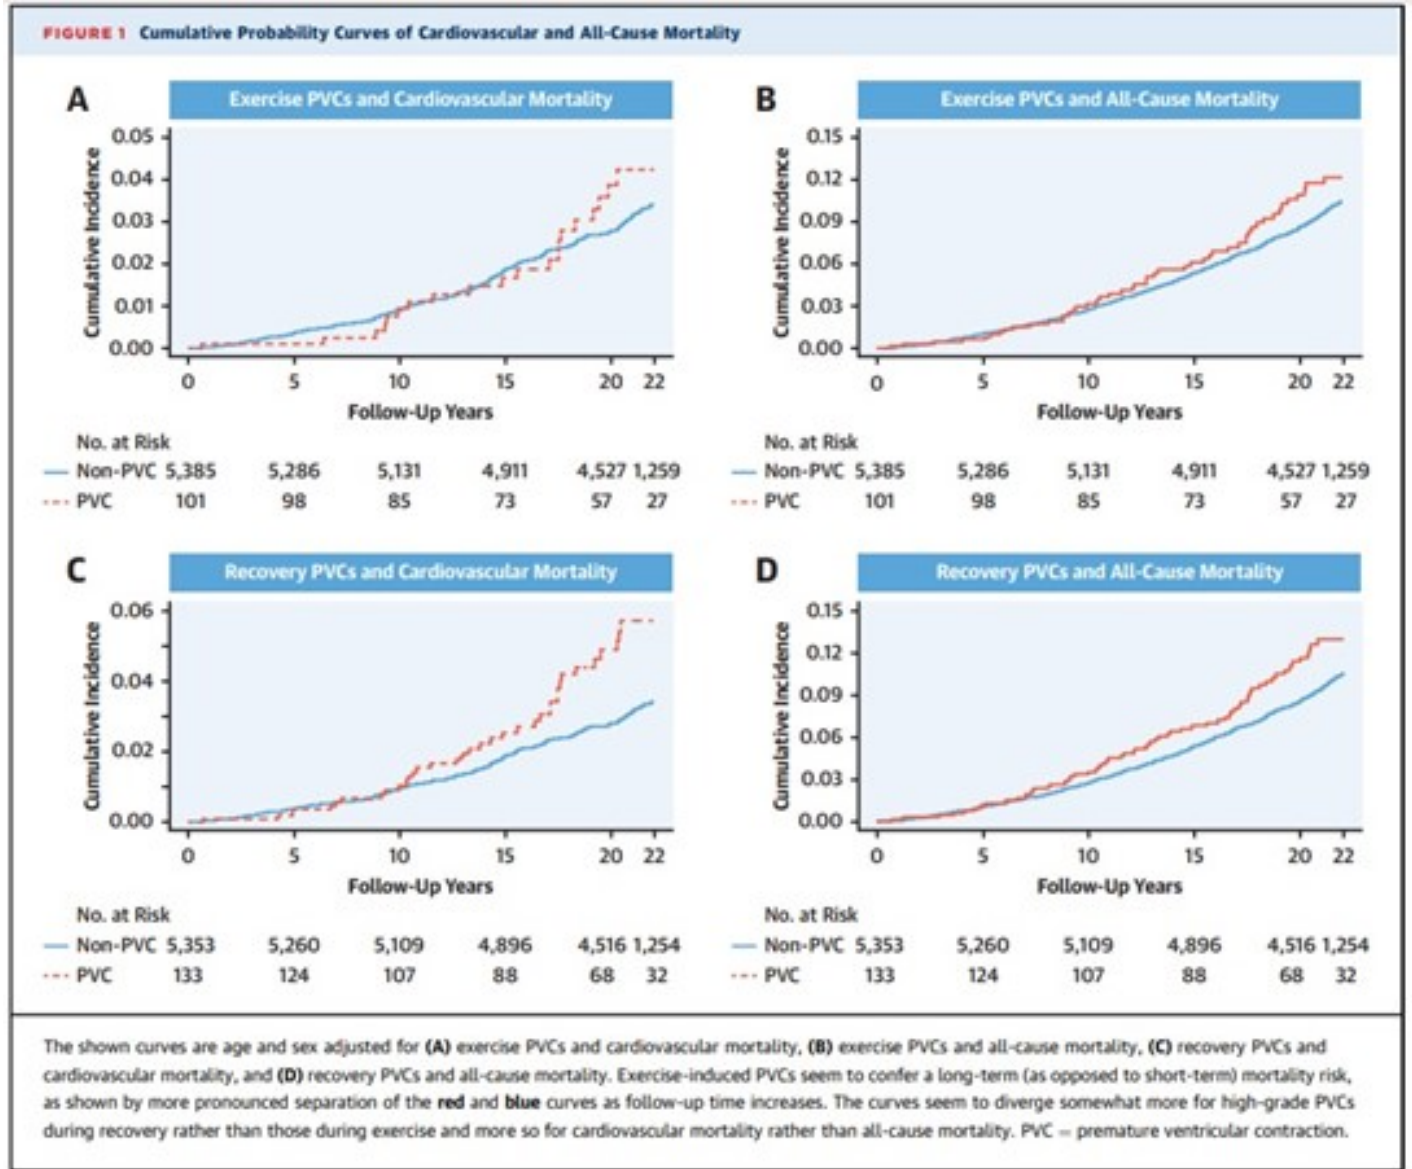 FIGURE 1 Cumulative Probability Curves of Cardiovascular and All-Cause Mortality
A
Exercise PVCs and Cardiovascular Mortality
Cumulative Incidence
0.05
0.04
0.03
0.02
0.01
0.00
0 5 10 15 20 22
Follow-Up Years
No. at Risk
Non-PVC 5,385 5,286 5,131 4,911 4,527 1,259
PVC 101 98 85 73 57 27
B
Exercise PVCs and All-Cause Mortality
Cumulative Incidence
0.15
0.12
0.09
0.06
0.03
0.00
0 5 10 15 20 22
Follow-Up Years
No. at Risk
Non-PVC 5,385 5,286 5,131 4,911 4,527 1,259
PVC 101 98 85 73 57 27
C
Recovery PVCs and Cardiovascular Mortality
Cumulative Incidence
0.06
0.04
0.02
0.00
0 5 10 15 20 22
Follow-Up Years
No. at Risk
Non-PVC 5,353 5,260 5,109 4,896 4,516 1,254
PVC 133 124 107 88 68 32
D
Recovery PVCs and All-Cause Mortality
Cumulative Incidence
0.15
0.12
0.09
0.06
0.03
0.00
0 5 10 15 20 22
Follow-Up Years
No. at Risk
Non-PVC 5,353 5,260 5,109 4,896 4,516 1,254
PVC 133 124 107 88 68 32
The shown curves are age and sex adjusted for (A) exercise PVCs and cardiovascular mortality, (B) exercise PVCs and all-cause mortality, (C) recovery PVCs and
cardiovascular mortality, and (D) recovery PVCs and all-cause mortality. Exercise-induced PVCs seem to confer a long-term (as opposed to short-term) mortality risk,
as shown by more pronounced separation of the red and blue curves as follow-up time increases. The curves seem to diverge somewhat more for high-grade PVCs
during recovery rather than those during exercise and more so for cardiovascular mortality rather than all-cause mortality. PVC = premature ventricular contraction.